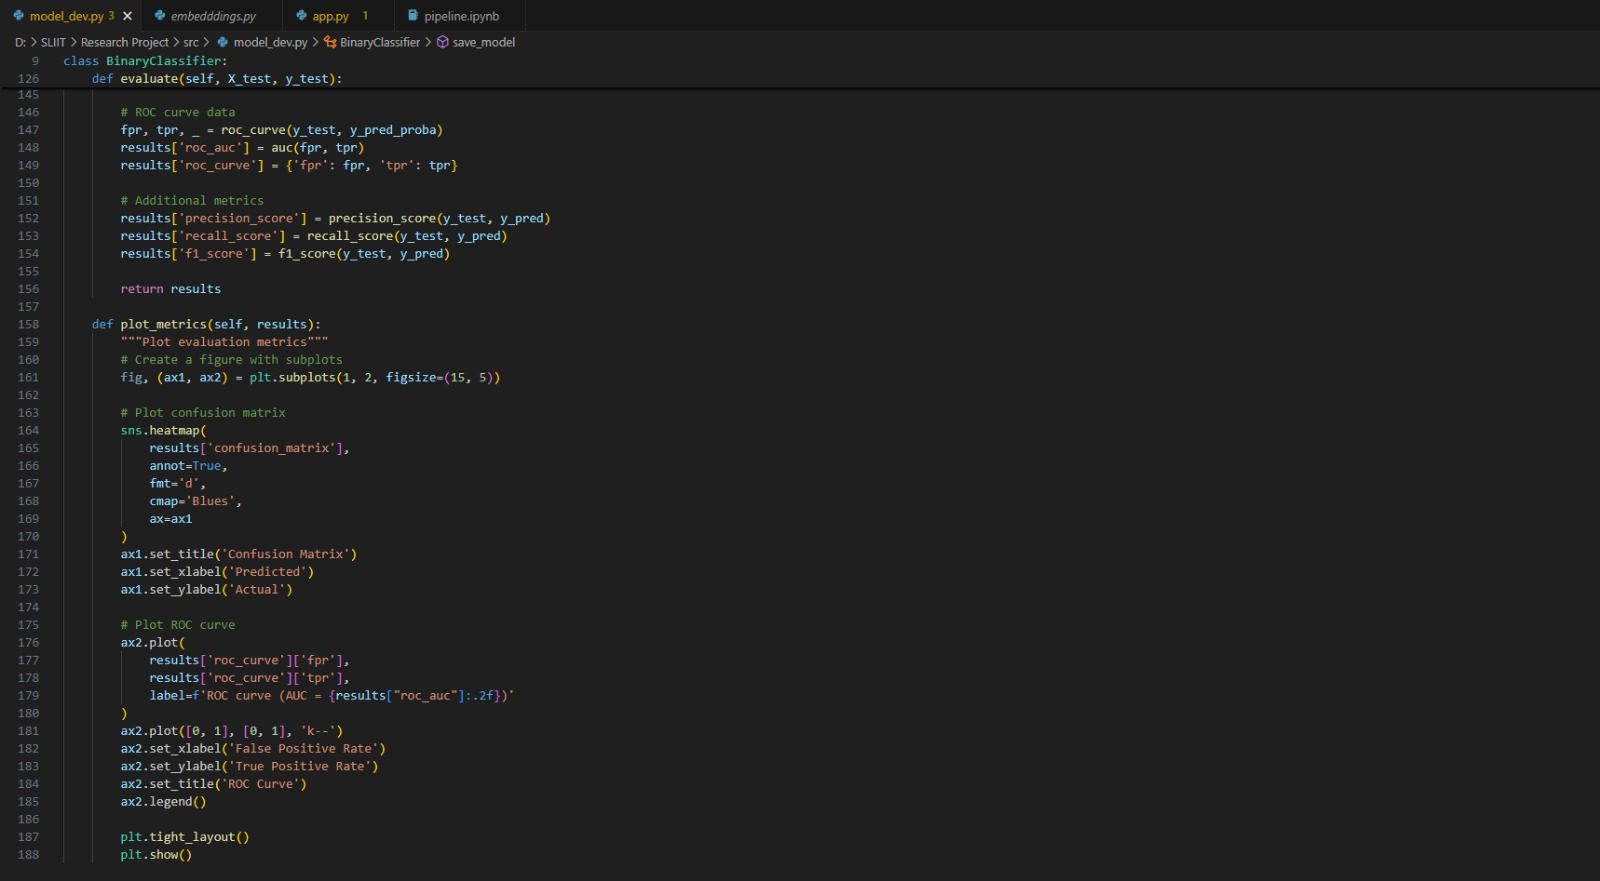 model_dev.py 3 × embedddings.py app.py 1 pipeline.ipynb
D: > SLIIT > Research Project > src > model_dev.py > BinaryClassifier > save_model
9 class BinaryClassifier:
126 def evaluate(self, X_test, y_test):
145
146 # ROC curve data
147 fpr, tpr, _ = roc_curve(y_test, y_pred_proba)
148 results['roc_auc'] = auc(fpr, tpr)
149 results['roc_curve'] = {'fpr': fpr, 'tpr': tpr}
150
151 # Additional metrics
152 results['precision_score'] = precision_score(y_test, y_pred)
153 results['recall_score'] = recall_score(y_test, y_pred)
154 results['f1_score'] = f1_score(y_test, y_pred)
155
156 return results
157
158 def plot_metrics(self, results):
159 """Plot evaluation metrics"""
160 # Create a figure with subplots
161 fig, (ax1, ax2) = plt.subplots(1, 2, figsize=(15, 5))
162
163 # Plot confusion matrix
164 sns.heatmap(
165 results['confusion_matrix'],
166 annot=True,
167 fmt='d',
168 cmap='Blues',
169 ax=ax1
170 )
171 ax1.set_title('Confusion Matrix')
172 ax1.set_xlabel('Predicted')
173 ax1.set_ylabel('Actual')
174
175 # Plot ROC curve
176 ax2.plot(
177 results['roc_curve']['fpr'],
178 results['roc_curve']['tpr'],
179 label=f'ROC curve (AUC = {results["roc_auc"]:.2f})'
180 )
181 ax2.plot([0, 1], [0, 1], 'k--')
182 ax2.set_xlabel('False Positive Rate')
183 ax2.set_ylabel('True Positive Rate')
184 ax2.set_title('ROC Curve')
185 ax2.legend()
186
187 plt.tight_layout()
188 plt.show()